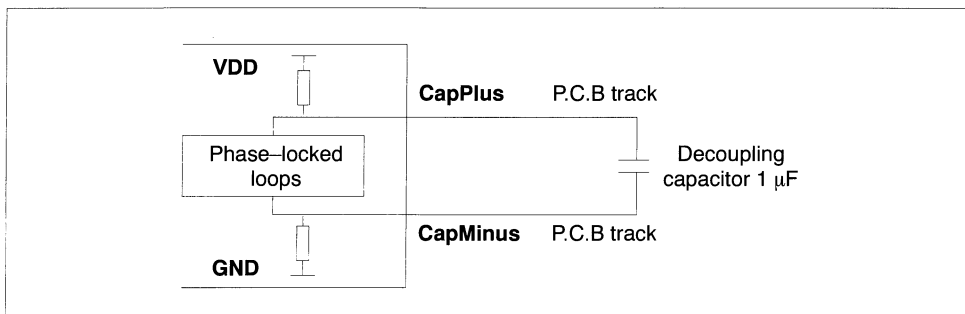 VDD
CapPlus P.C.B track
Phase–locked
loops
Decoupling
capacitor 1 μF
CapMinus P.C.B track
GND